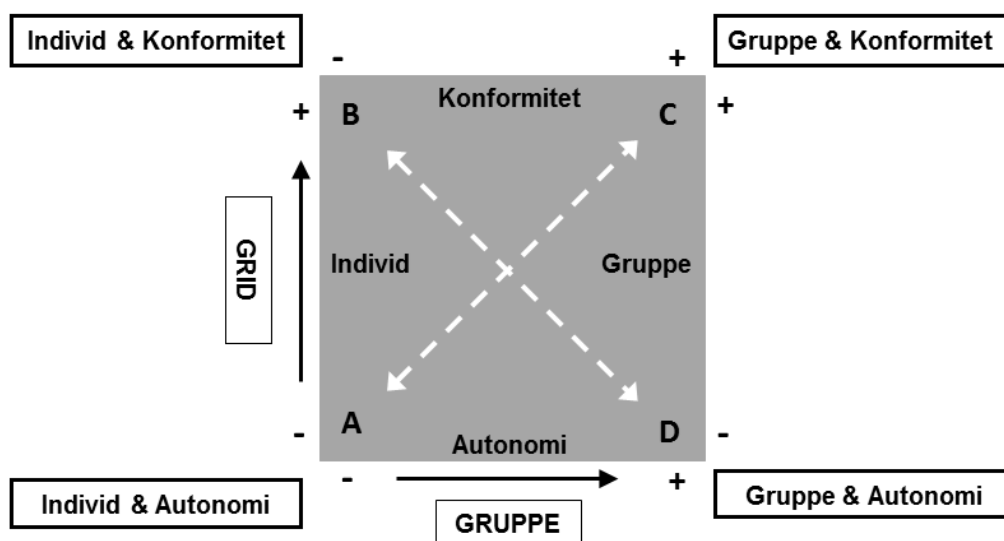 Individ & Konformitet
Gruppe & Konformitet
- +
+ B Konformitet C +
GRID
Individ Gruppe
- A Autonomi D -
- +
Individ & Autonomi
Gruppe & Autonomi
GRUPPE